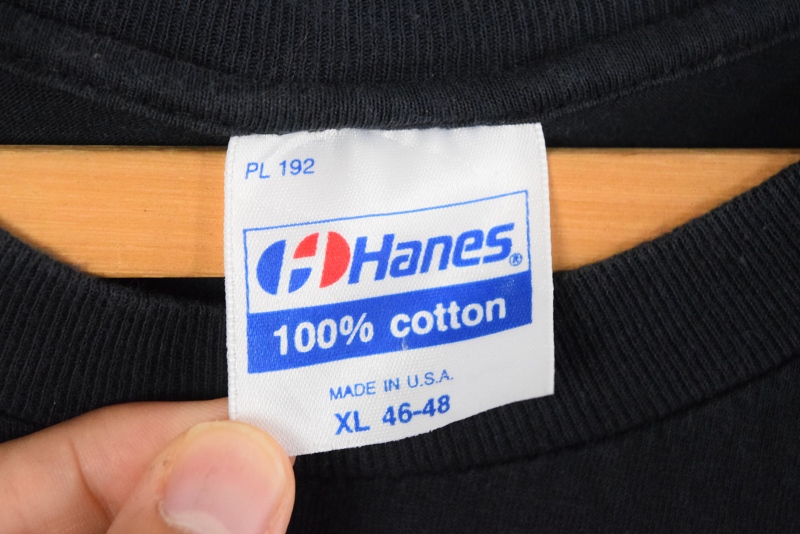 PL 192
Hanes®
100% cotton
MADE IN U.S.A.
XL 46-48